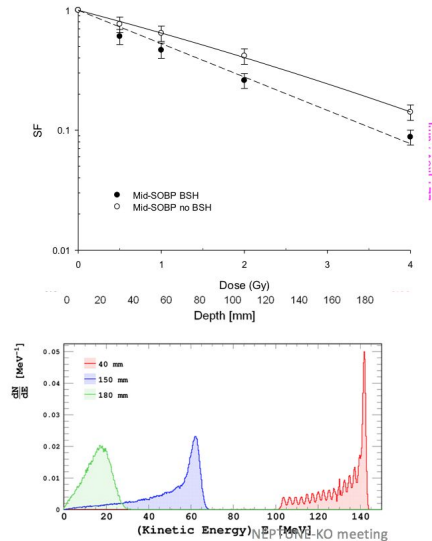 1
0.1
0.01
SF
Mid-SOBP BSH
Mid-SOBP no BSH
0 1 2 3 4
Dose (Gy)
0 20 40 60 80 100 120 140 160 180
Depth [mm]
dN/dE [MeV⁻¹]
0.05
0.04
0.03
0.02
0.01
0
40 mm
150 mm
180 mm
0 20 40 60 80 100 120 140
(Kinetic Energy) E [MeV]
NEPTUNE-KO meeting